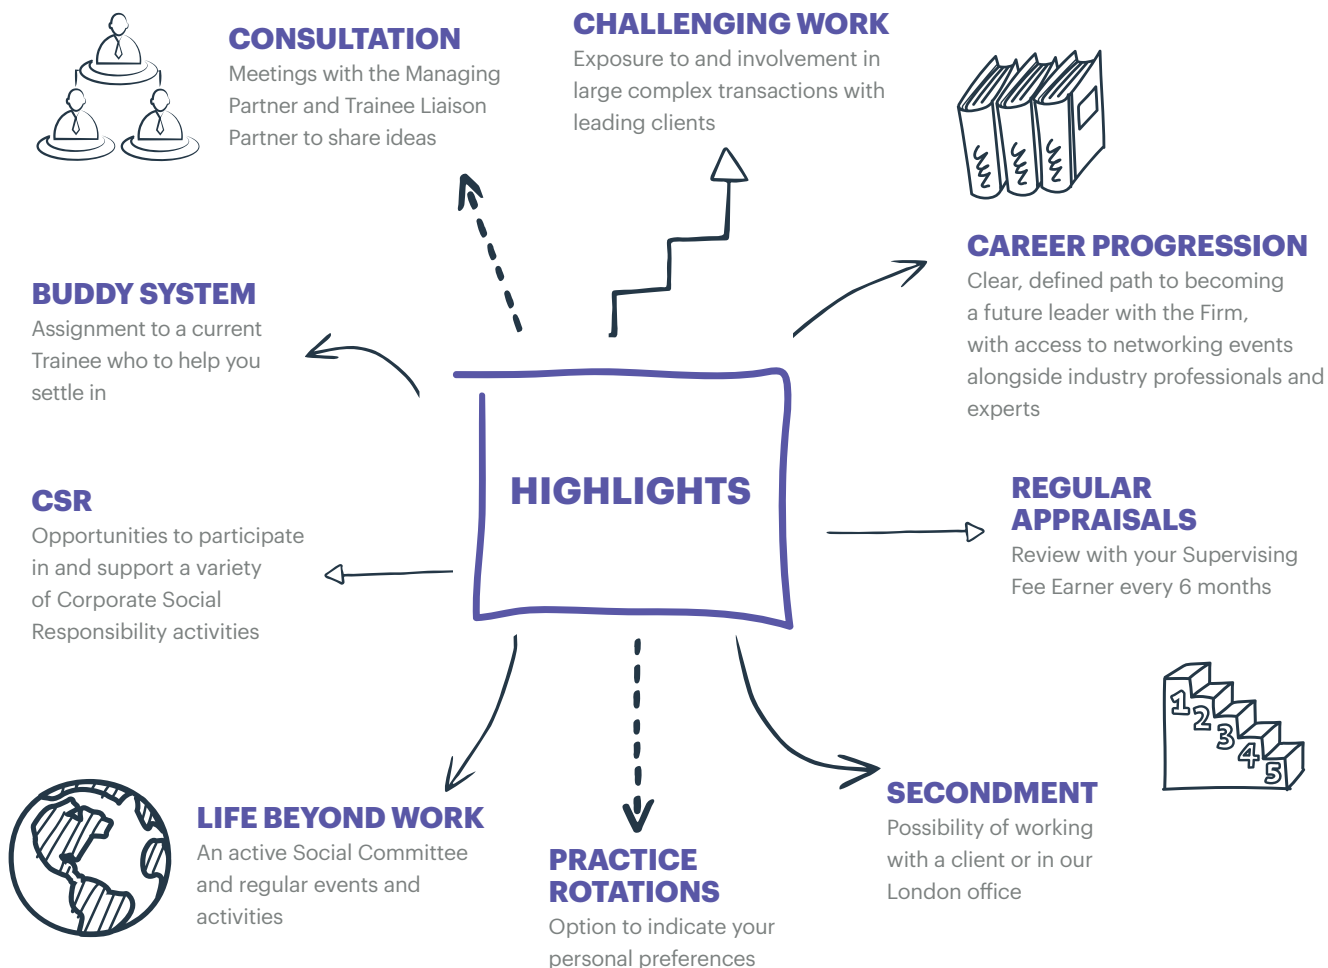 CONSULTATION
Meetings with the Managing
Partner and Trainee Liaison
Partner to share ideas
CHALLENGING WORK
Exposure to and involvement in
large complex transactions with
leading clients
CAREER PROGRESSION
Clear, defined path to becoming
a future leader with the Firm,
with access to networking events
alongside industry professionals and
experts
BUDDY SYSTEM
Assignment to a current
Trainee who to help you
settle in
HIGHLIGHTS
CSR
Opportunities to participate
in and support a variety
of Corporate Social
Responsibility activities
REGULAR
APPRAISALS
Review with your Supervising
Fee Earner every 6 months
1
2
3
4
5
LIFE BEYOND WORK
An active Social Committee
and regular events and
activities
PRACTICE
ROTATIONS
Option to indicate your
personal preferences
SECONDMENT
Possibility of working
with a client or in our
London office